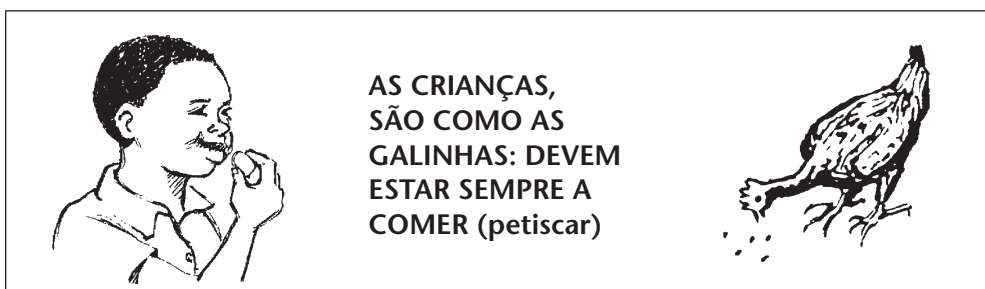 AS CRIANÇAS,
SÃO COMO AS
GALINHAS: DEVEM
ESTAR SEMPRE A
COMER (petiscar)